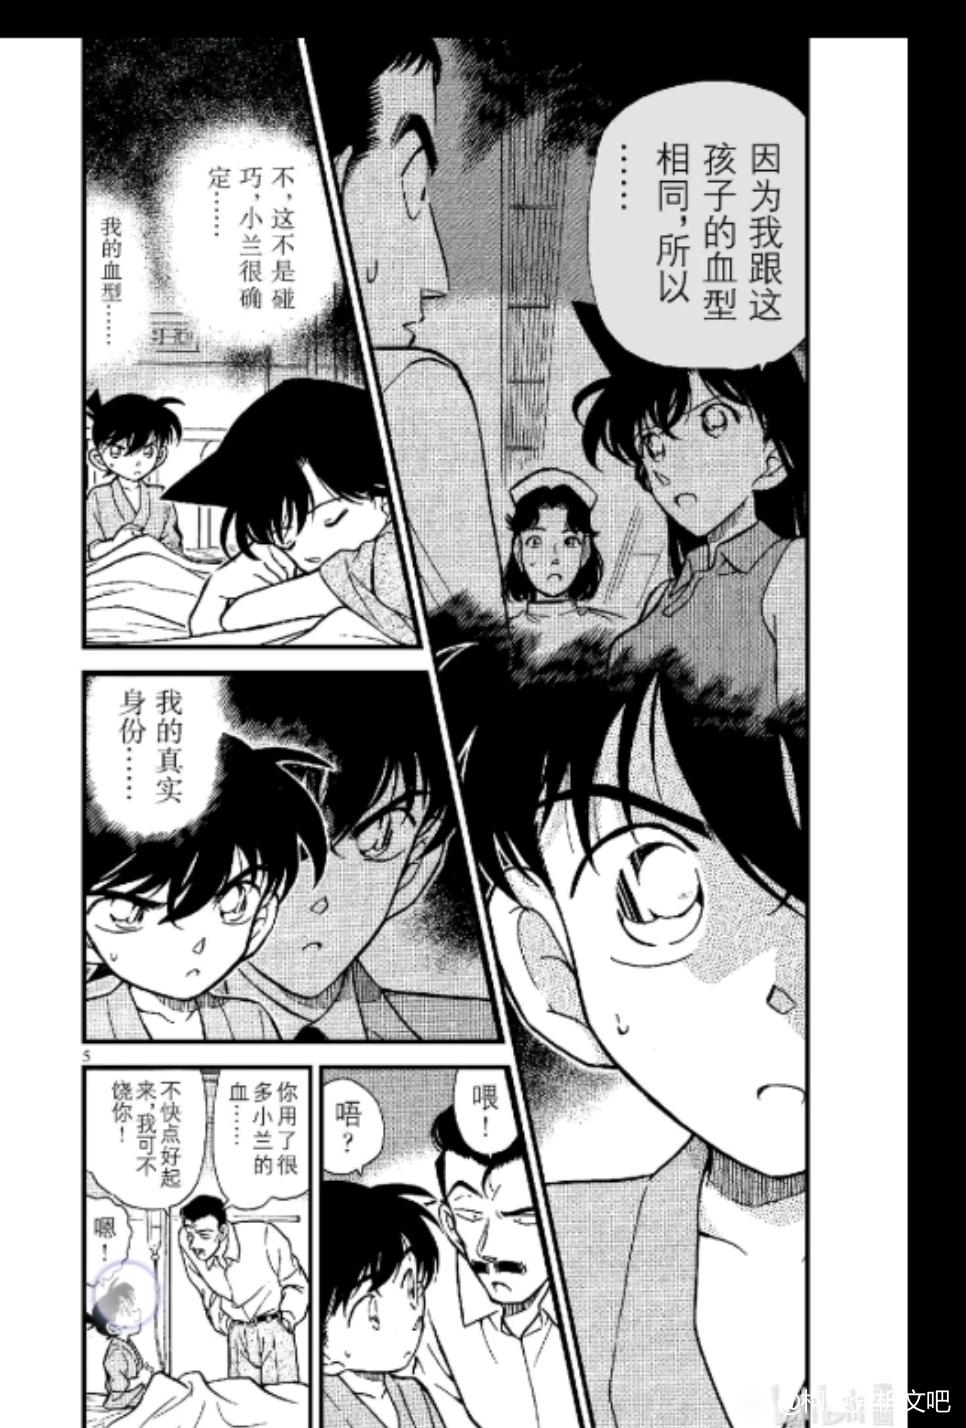 因为我跟这
孩子的血型
相同，所以
……
不，这不是碰
巧，小兰很确
定……
我的血型……
我的真实
身份……
5
喂！
唔？
你用了很
多小兰的
血……
不快点好起
来，我可不
饶你！
嗯！